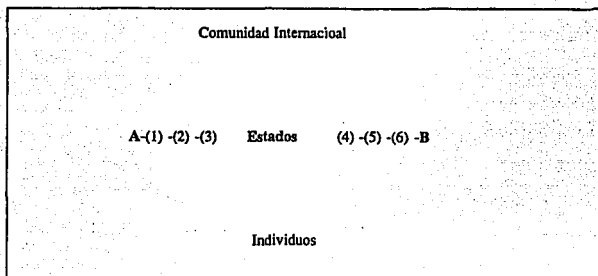 Comunidad Internacioal
A-(1) -(2) -(3) Estados (4) -(5) -(6) -B
Individuos